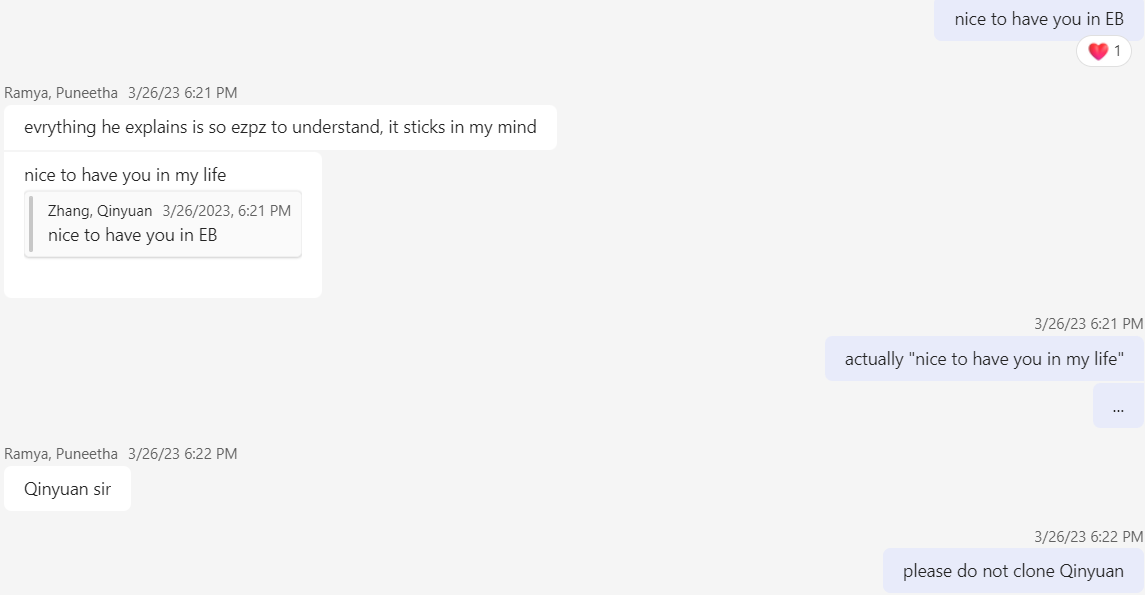 nice to have you in EB
1
Ramya, Puneetha 3/26/23 6:21 PM
evrything he explains is so ezpz to understand, it sticks in my mind
nice to have you in my life
Zhang, Qinyuan 3/26/2023, 6:21 PM
nice to have you in EB
3/26/23 6:21 PM
actually "nice to have you in my life"
...
Ramya, Puneetha 3/26/23 6:22 PM
Qinyuan sir
3/26/23 6:22 PM
please do not clone Qinyuan